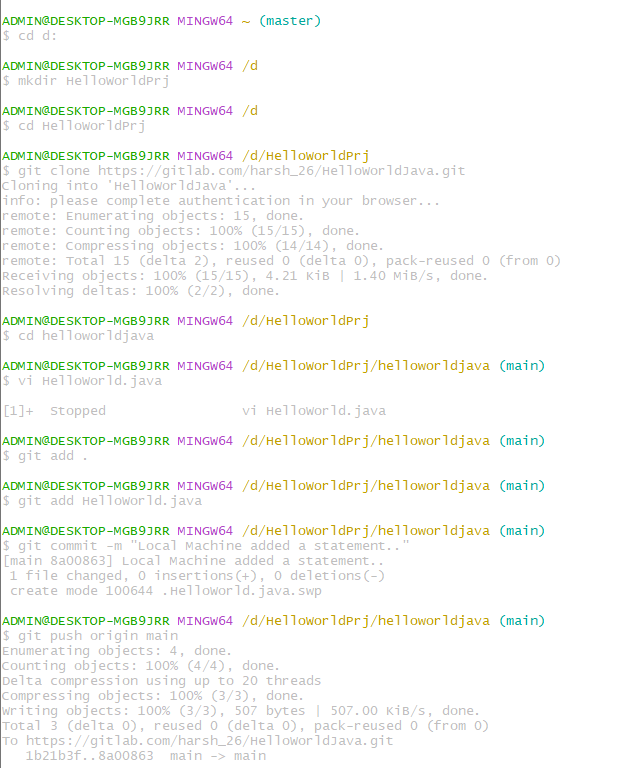 ADMIN@DESKTOP-MGB9JRR MINGW64 ~ (master)
$ cd d:
ADMIN@DESKTOP-MGB9JRR MINGW64 /d
$ mkdir HelloWorldPrj
ADMIN@DESKTOP-MGB9JRR MINGW64 /d
$ cd HelloWorldPrj
ADMIN@DESKTOP-MGB9JRR MINGW64 /d/HelloWorldPrj
$ git clone https://gitlab.com/harsh_26/HelloWorldJava.git
Cloning into 'HelloWorldJava'...
info: please complete authentication in your browser...
remote: Enumerating objects: 15, done.
remote: Counting objects: 100% (15/15), done.
remote: Compressing objects: 100% (14/14), done.
remote: Total 15 (delta 2), reused 0 (delta 0), pack-reused 0 (from 0)
Receiving objects: 100% (15/15), 4.21 KiB | 1.40 MiB/s, done.
Resolving deltas: 100% (2/2), done.
ADMIN@DESKTOP-MGB9JRR MINGW64 /d/HelloWorldPrj
$ cd helloworldjava
ADMIN@DESKTOP-MGB9JRR MINGW64 /d/HelloWorldPrj/helloworldjava (main)
$ vi HelloWorld.java
[1]+  Stopped                 vi HelloWorld.java
ADMIN@DESKTOP-MGB9JRR MINGW64 /d/HelloWorldPrj/helloworldjava (main)
$ git add .
ADMIN@DESKTOP-MGB9JRR MINGW64 /d/HelloWorldPrj/helloworldjava (main)
$ git add HelloWorld.java
ADMIN@DESKTOP-MGB9JRR MINGW64 /d/HelloWorldPrj/helloworldjava (main)
$ git commit -m "Local Machine added a statement.."
[main 8a00863] Local Machine added a statement..
 1 file changed, 0 insertions(+), 0 deletions(-)
 create mode 100644 .HelloWorld.java.swp
ADMIN@DESKTOP-MGB9JRR MINGW64 /d/HelloWorldPrj/helloworldjava (main)
$ git push origin main
Enumerating objects: 4, done.
Counting objects: 100% (4/4), done.
Delta compression using up to 20 threads
Compressing objects: 100% (3/3), done.
Writing objects: 100% (3/3), 507 bytes | 507.00 KiB/s, done.
Total 3 (delta 0), reused 0 (delta 0), pack-reused 0 (from 0)
To https://gitlab.com/harsh_26/HelloWorldJava.git
   1b21b3f..8a00863  main -> main